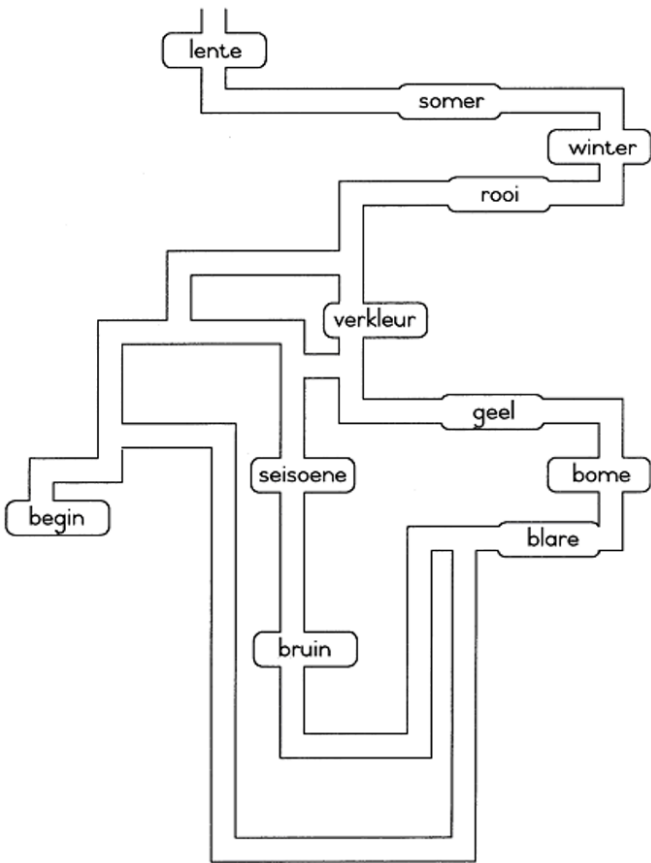 lente
somer
winter
rooi
verkleur
geel
seisoene
bome
begin
blare
bruin